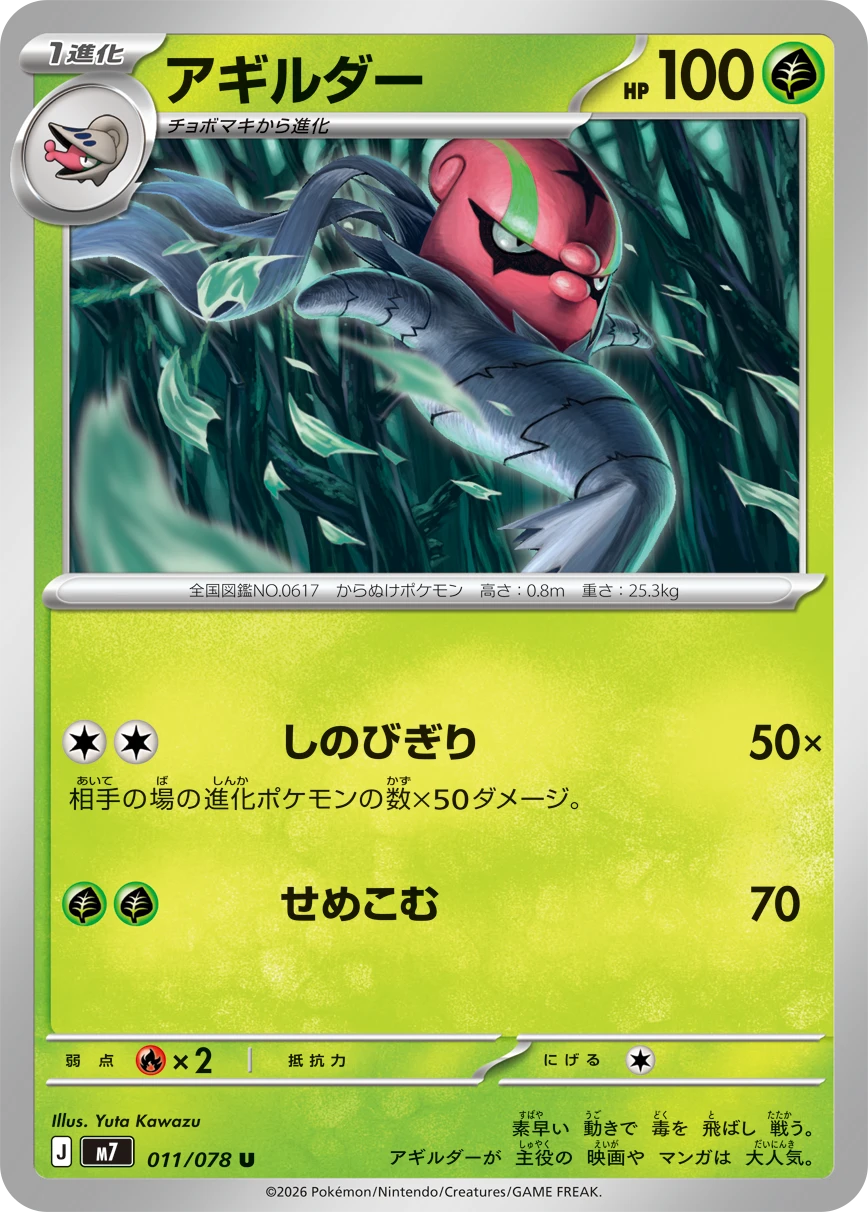 1進化
アギルダー
HP 100
チョボマキから進化
全国図鑑NO.0617 からぬけポケモン 高さ：0.8m 重さ：25.3kg
しのびぎり 50×
相手の場の進化ポケモンの数×50ダメージ。
せめこむ 70
弱点 ×2 抵抗力 にげる
Illus. Yuta Kawazu
素早い 動きで 毒を 飛ばし 戦う。
アギルダーが 主役の 映画や マンガは 大人気。
J m7 011/078 U
©2026 Pokémon/Nintendo/Creatures/GAME FREAK.